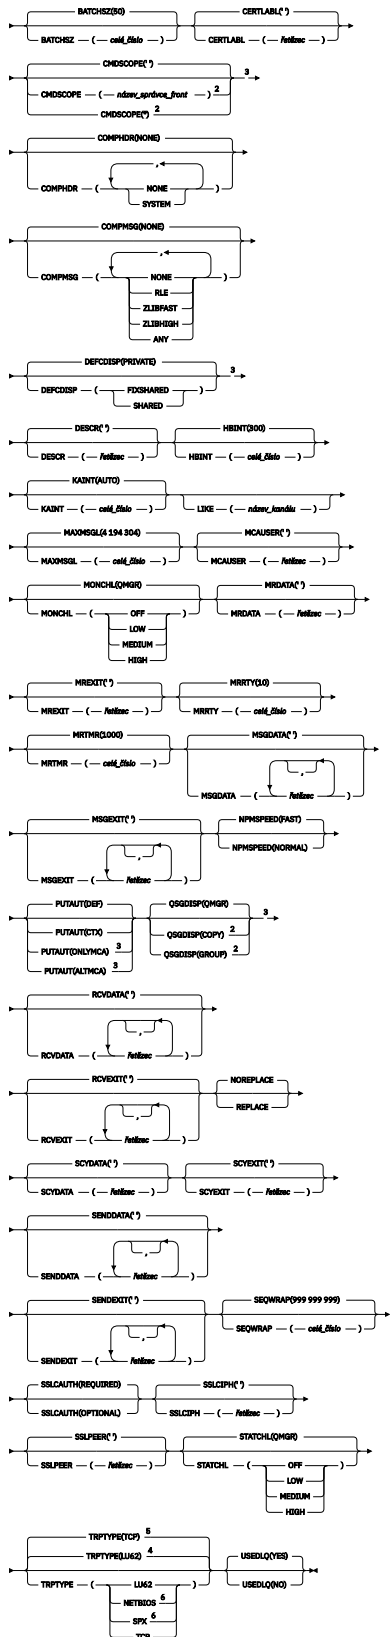 BATCHSZ(50) CERTLABL(' ')
BATCHSZ ( celé_číslo ) CERTLABL ( řetězec )
CMDSCOPE(' ') 3
CMDSCOPE ( název_správce_front ) 2
CMDSCOPE(*) 2
COMPHDR(NONE)
,
COMPHDR ( NONE )
SYSTEM
COMPMSG(NONE)
,
COMPMSG ( NONE )
RLE
ZLIBFAST
ZLIBHIGH
ANY
DEFCDISP(PRIVATE) 3
DEFCDISP ( FIXSHARED )
SHARED
DESCR(' ') HBINT(300)
DESCR ( řetězec ) HBINT ( celé_číslo )
KAINT(AUTO)
KAINT ( celé_číslo ) LIKE ( název_kanálu )
MAXMSGL(4 194 304) MCAUSER(' ')
MAXMSGL ( celé_číslo ) MCAUSER ( řetězec )
MONCHL(QMGR) MRDATA(' ')
MONCHL ( OFF ) MRDATA ( řetězec )
LOW
MEDIUM
HIGH
MREXIT(' ') MRRTY(10)
MREXIT ( řetězec ) MRRTY ( celé_číslo )
MRTMR(1000) MSGDATA(' ')
MRTMR ( celé_číslo ) ,
MSGDATA ( řetězec )
MSGEXIT(' ') NPMSPEED(FAST)
, NPMSPEED(NORMAL)
MSGEXIT ( řetězec )
PUTAUT(DEF) QSGDISP(QMGR) 3
PUTAUT(CTX) QSGDISP(COPY) 2
PUTAUT(ONLYMCA) 3 QSGDISP(GROUP) 2
PUTAUT(ALTMCA) 3
RCVDATA(' ')
,
RCVDATA ( řetězec )
RCVEXIT(' ') NOREPLACE
, REPLACE
RCVEXIT ( řetězec )
SCYDATA(' ') SCYEXIT(' ')
SCYDATA ( řetězec ) SCYEXIT ( řetězec )
SENDDATA(' ')
,
SENDDATA ( řetězec )
SENDEXIT(' ') SEQWRAP(999 999 999)
, SEQWRAP ( celé_číslo )
SENDEXIT ( řetězec )
SSLCAUTH(REQUIRED) SSLCIPH(' ')
SSLCAUTH(OPTIONAL) SSLCIPH ( řetězec )
SSLPEER(' ') STATCHL(QMGR)
SSLPEER ( řetězec ) STATCHL ( OFF )
LOW
MEDIUM
HIGH
TRPTYPE(TCP) 5
TRPTYPE(LU62) 4 USEDLQ(YES)
TRPTYPE ( LU62 ) USEDLQ(NO)
NETBIOS 6
SPX 6
TCP